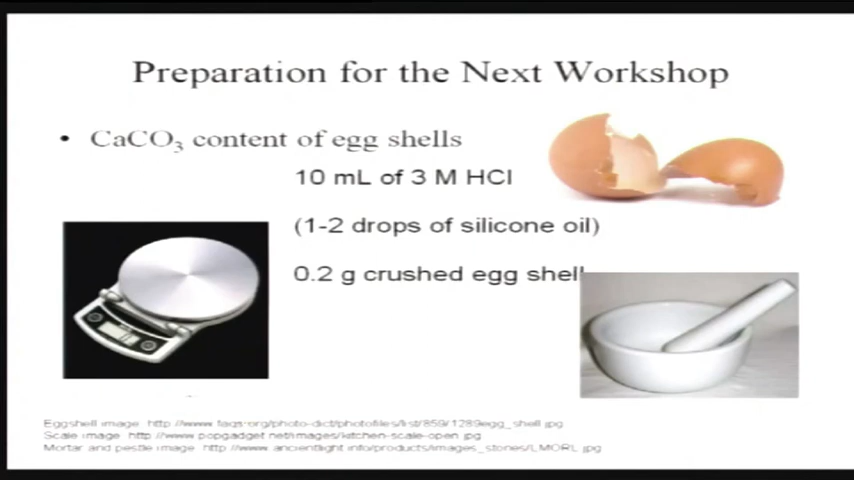 Preparation for the Next Workshop
• CaCO₃ content of egg shells
10 mL of 3 M HCl
(1-2 drops of silicone oil)
0.2 g crushed egg shell
Eggshell image: http://www.faqs.org/photo-dict/photofiles/list/859/1289egg_shell.jpg
Scale image: http://www.popgadget.net/images/kitchen-scale-open.jpg
Mortar and pestle image: http://www.ancientlight.info/products/images_stories/LMORL.jpg